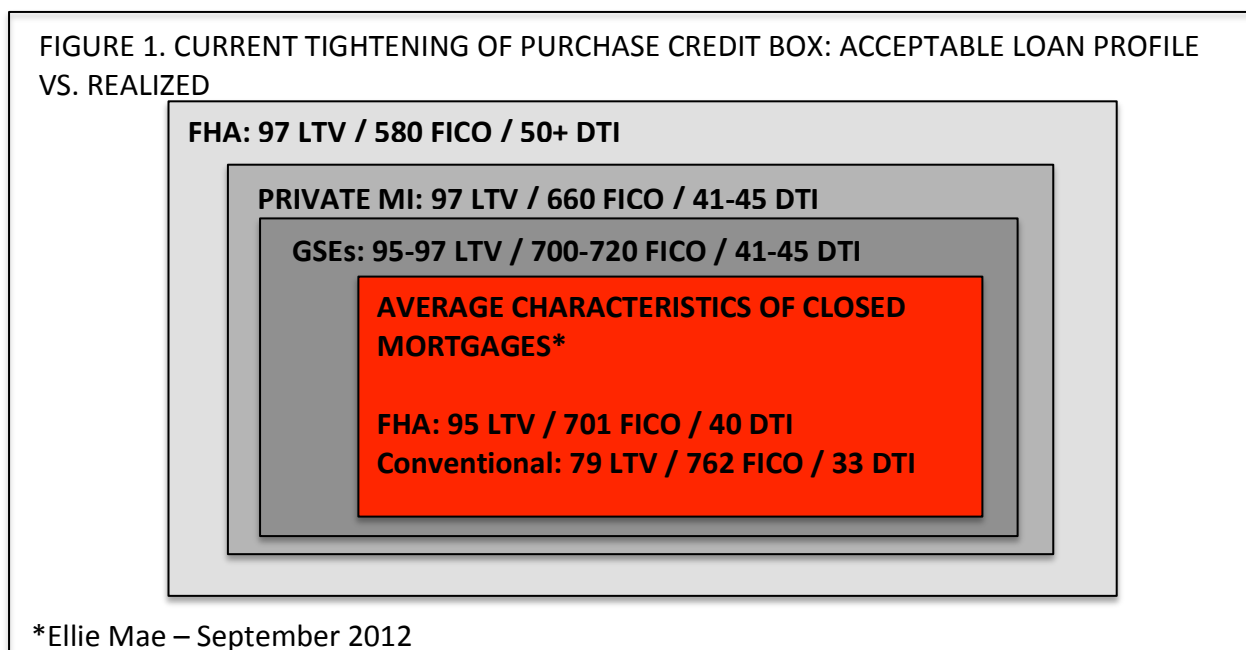 FIGURE 1. CURRENT TIGHTENING OF PURCHASE CREDIT BOX: ACCEPTABLE LOAN PROFILE
VS. REALIZED
FHA: 97 LTV / 580 FICO / 50+ DTI
PRIVATE MI: 97 LTV / 660 FICO / 41-45 DTI
GSEs: 95-97 LTV / 700-720 FICO / 41-45 DTI
AVERAGE CHARACTERISTICS OF CLOSED
MORTGAGES*
FHA: 95 LTV / 701 FICO / 40 DTI
Conventional: 79 LTV / 762 FICO / 33 DTI
*Ellie Mae – September 2012